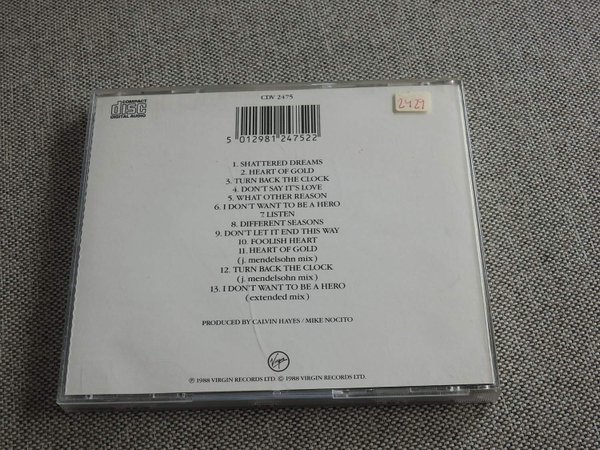 CDV 2475
2421
COMPACT
disc
DIGITAL AUDIO
5 012981 247522
1. SHATTERED DREAMS
2. HEART OF GOLD
3. TURN BACK THE CLOCK
4. DON'T SAY IT'S LOVE
5. WHAT OTHER REASON
6. I DON'T WANT TO BE A HERO
7 LISTEN
8. DIFFERENT SEASONS
9. DON'T LET IT END THIS WAY
10. FOOLISH HEART
11. HEART OF GOLD
(j. mendelsohn mix)
12. TURN BACK THE CLOCK
(j. mendelsohn mix)
13. I DON'T WANT TO BE A HERO
(extended mix)
PRODUCED BY CALVIN HAYES / MIKE NOCITO
Virgin
℗ 1988 VIRGIN RECORDS LTD. © 1988 VIRGIN RECORDS LTD.